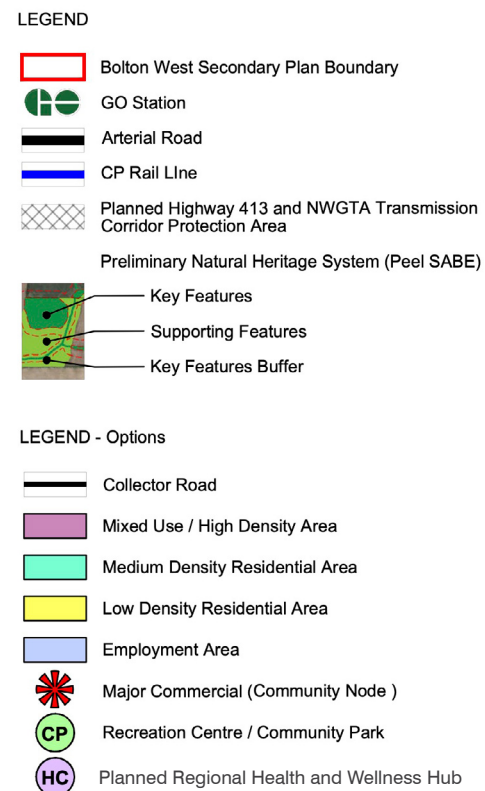 LEGEND
Bolton West Secondary Plan Boundary
GO Station
Arterial Road
CP Rail LIne
Planned Highway 413 and NWGTA Transmission
Corridor Protection Area
Preliminary Natural Heritage System (Peel SABE)
Key Features
Supporting Features
Key Features Buffer
LEGEND - Options
Collector Road
Mixed Use / High Density Area
Medium Density Residential Area
Low Density Residential Area
Employment Area
Major Commercial (Community Node )
CP Recreation Centre / Community Park
HC Planned Regional Health and Wellness Hub